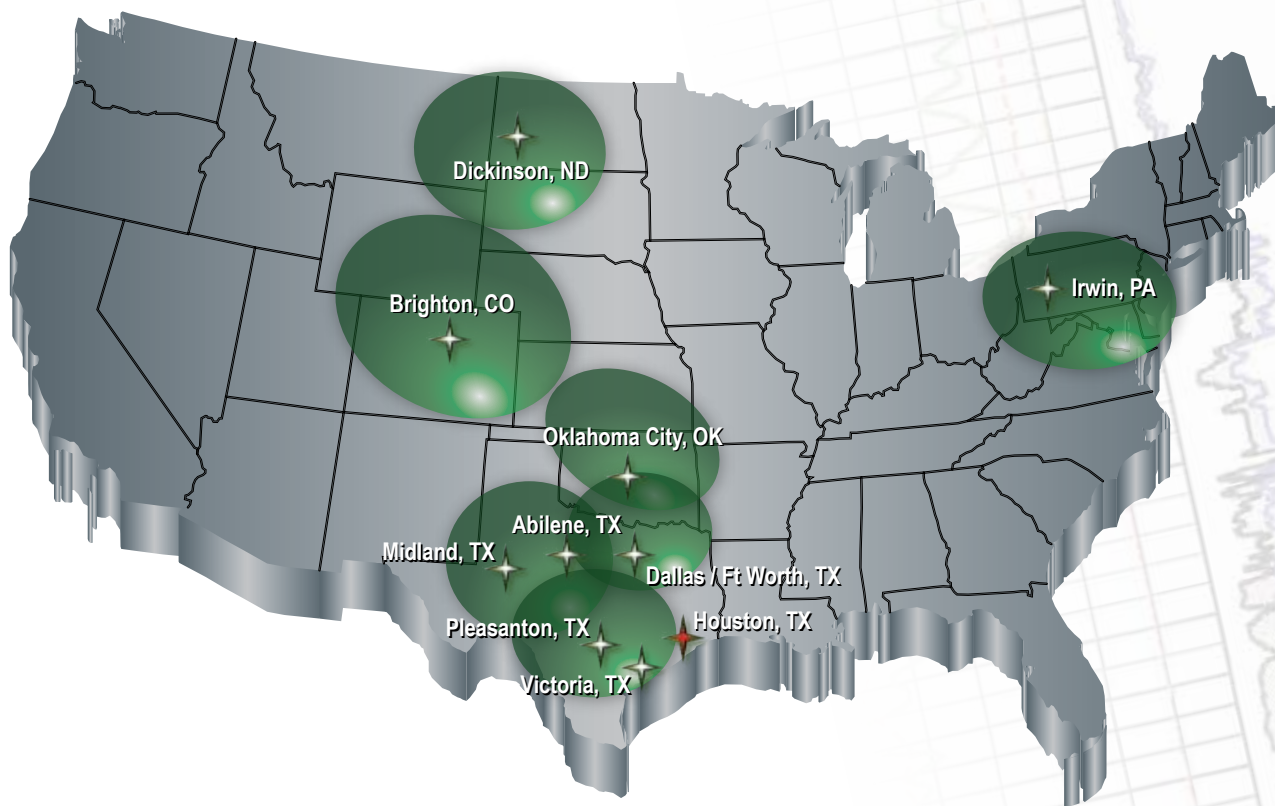 Dickinson, ND
Irwin, PA
Brighton, CO
Oklahoma City, OK
Abilene, TX
Midland, TX
Dallas / Ft Worth, TX
Houston, TX
Pleasanton, TX
Victoria, TX